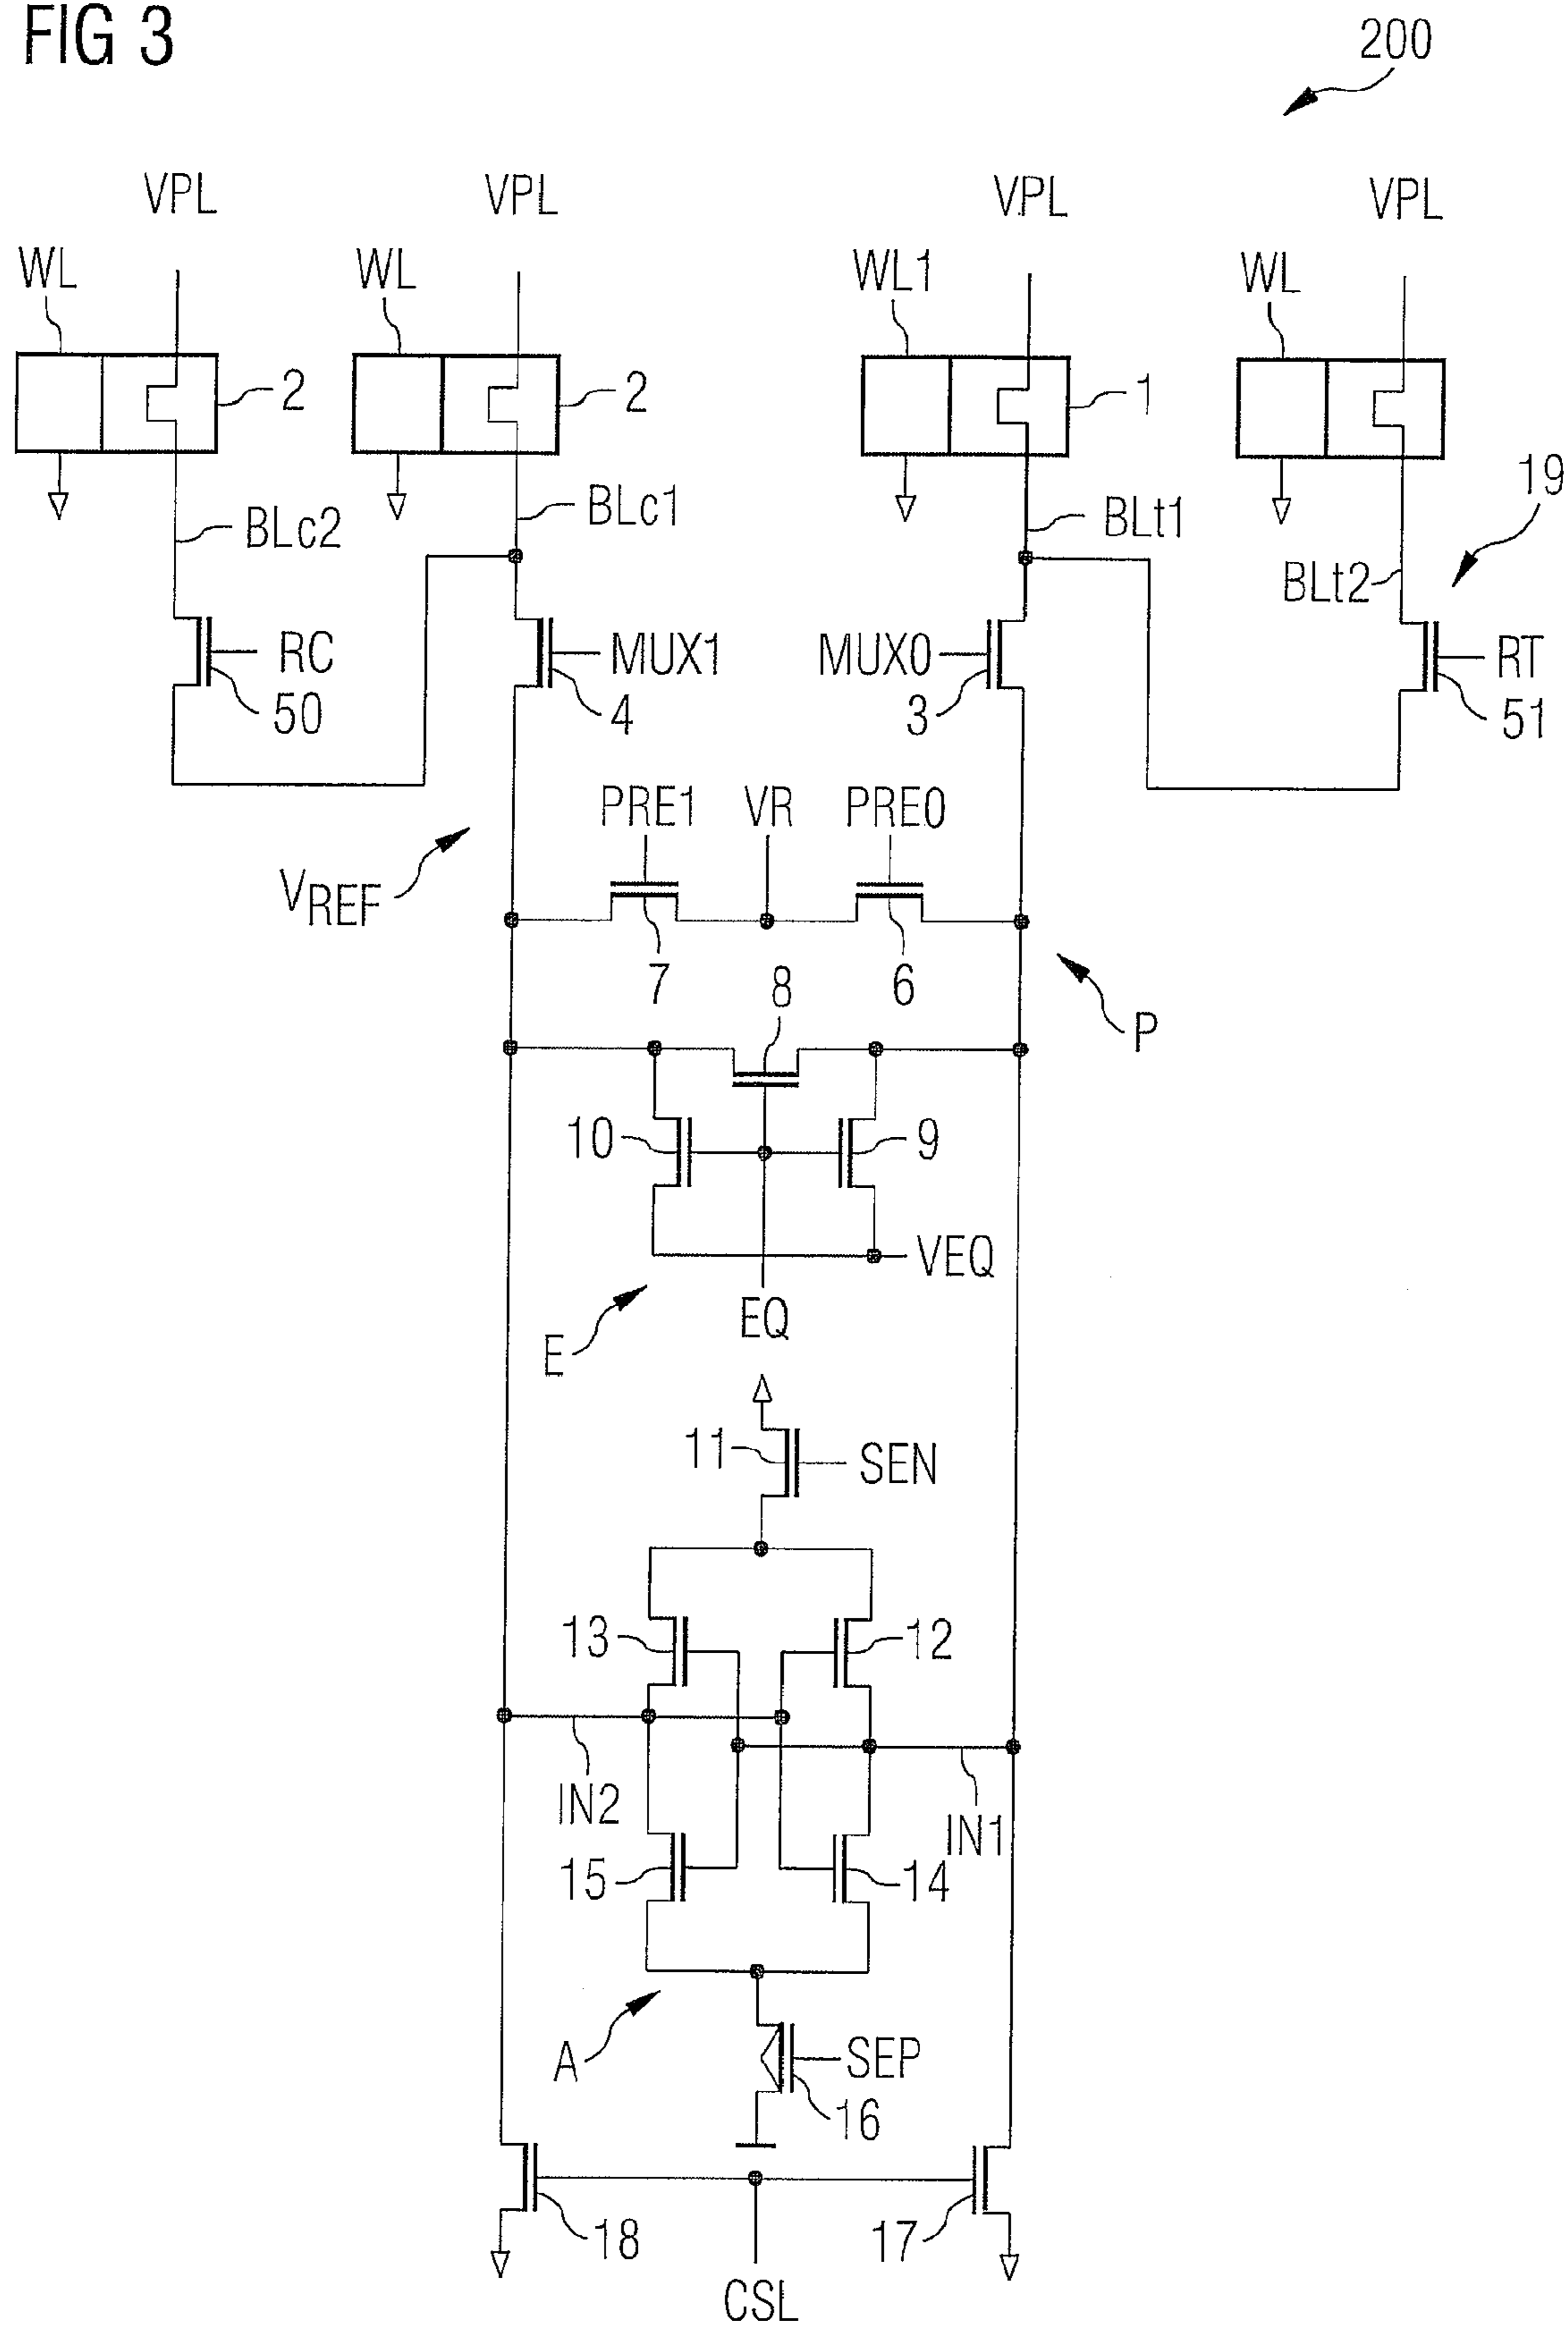 FIG 3
200
VPL VPL VPL VPL
WL WL WL1 WL
2 2 1
19
BLc2 BLc1 BLt1
BLt2
RC MUX1 MUX0 RT
50 4 3 51
PRE1 VR PRE0
VREF
7 8 6
P
10 9
VEQ
E EQ
11 SEN
13 12
IN2 IN1
15 14
A SEP
16
18 17
CSL